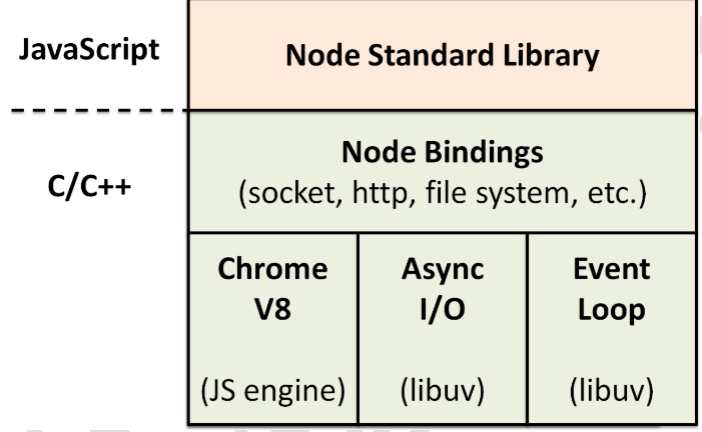 JavaScript
Node Standard Library
C/C++
Node Bindings
(socket, http, file system, etc.)
Chrome
V8
(JS engine)
Async
I/O
(libuv)
Event
Loop
(libuv)